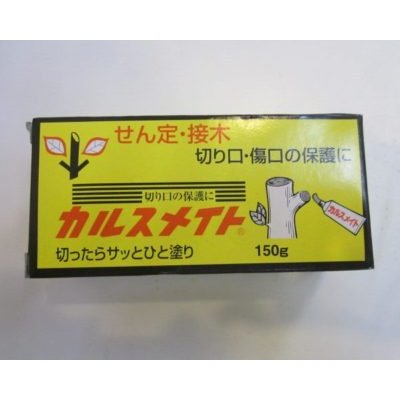 せん定・接木
切り口・傷口の保護に
切り口の保護に
カルスメイト®
カルスメイト
切ったらサッとひと塗り
150g